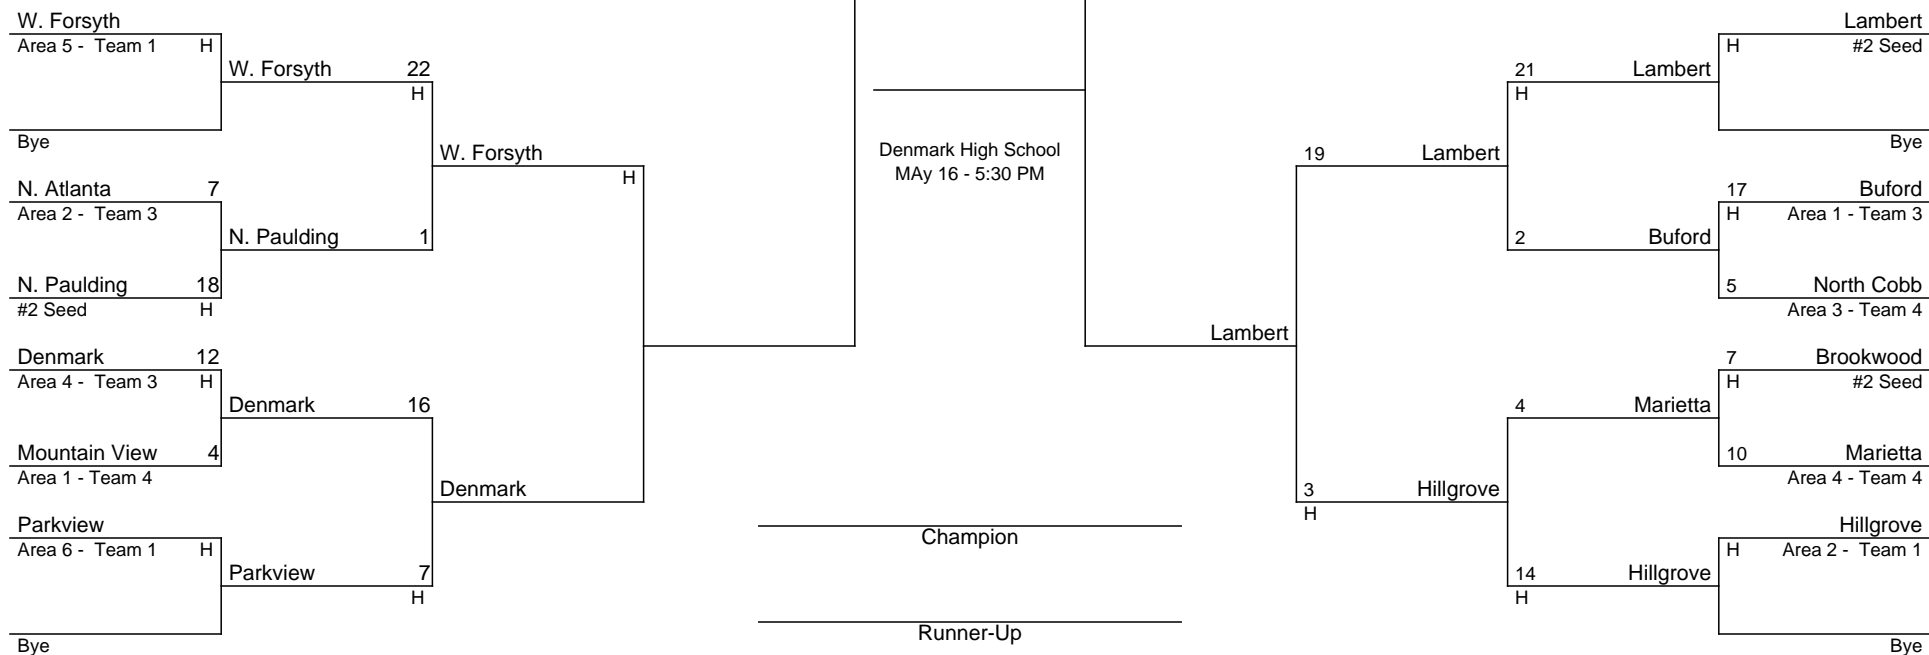 W. Forsyth
Area 5 - Team 1 H
Bye
N. Atlanta 7
Area 2 - Team 3
N. Paulding 18
#2 Seed H
Denmark 12
Area 4 - Team 3 H
Mountain View 4
Area 1 - Team 4
Parkview
Area 6 - Team 1 H
Bye
W. Forsyth 22
H
N. Paulding 1
Denmark 16
Parkview 7
H
W. Forsyth
H
Denmark
Denmark High School
MAy 16 - 5:30 PM
Champion
Runner-Up
Lambert
19 Lambert
3 Hillgrove
H
21 Lambert
H
2 Buford
4 Marietta
14 Hillgrove
H
Lambert
H #2 Seed
Bye
17 Buford
H Area 1 - Team 3
5 North Cobb
Area 3 - Team 4
7 Brookwood
H #2 Seed
10 Marietta
Area 4 - Team 4
Hillgrove
H Area 2 - Team 1
Bye